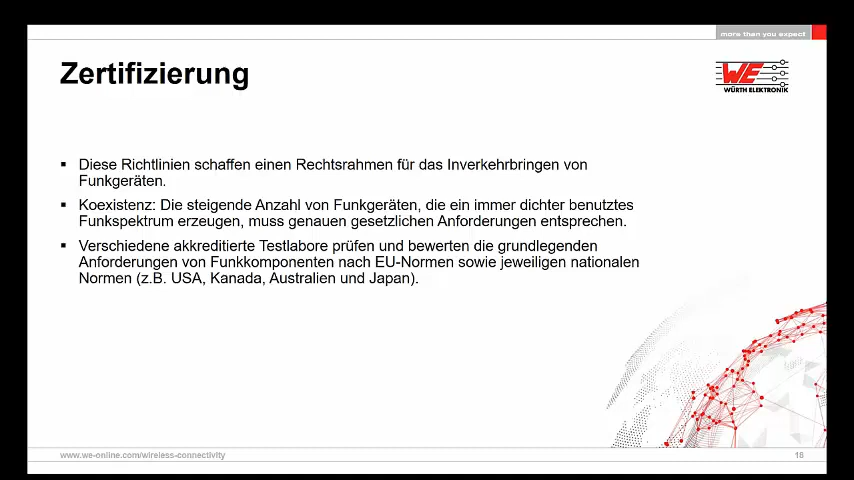 more than you expect
Zertifizierung
WE
WÜRTH ELEKTRONIK
▪ Diese Richtlinien schaffen einen Rechtsrahmen für das Inverkehrbringen von
Funkgeräten.
▪ Koexistenz: Die steigende Anzahl von Funkgeräten, die ein immer dichter benutztes
Funkspektrum erzeugen, muss genauen gesetzlichen Anforderungen entsprechen.
▪ Verschiedene akkreditierte Testlabore prüfen und bewerten die grundlegenden
Anforderungen von Funkkomponenten nach EU-Normen sowie jeweiligen nationalen
Normen (z.B. USA, Kanada, Australien und Japan).
www.we-online.com/wireless-connectivity